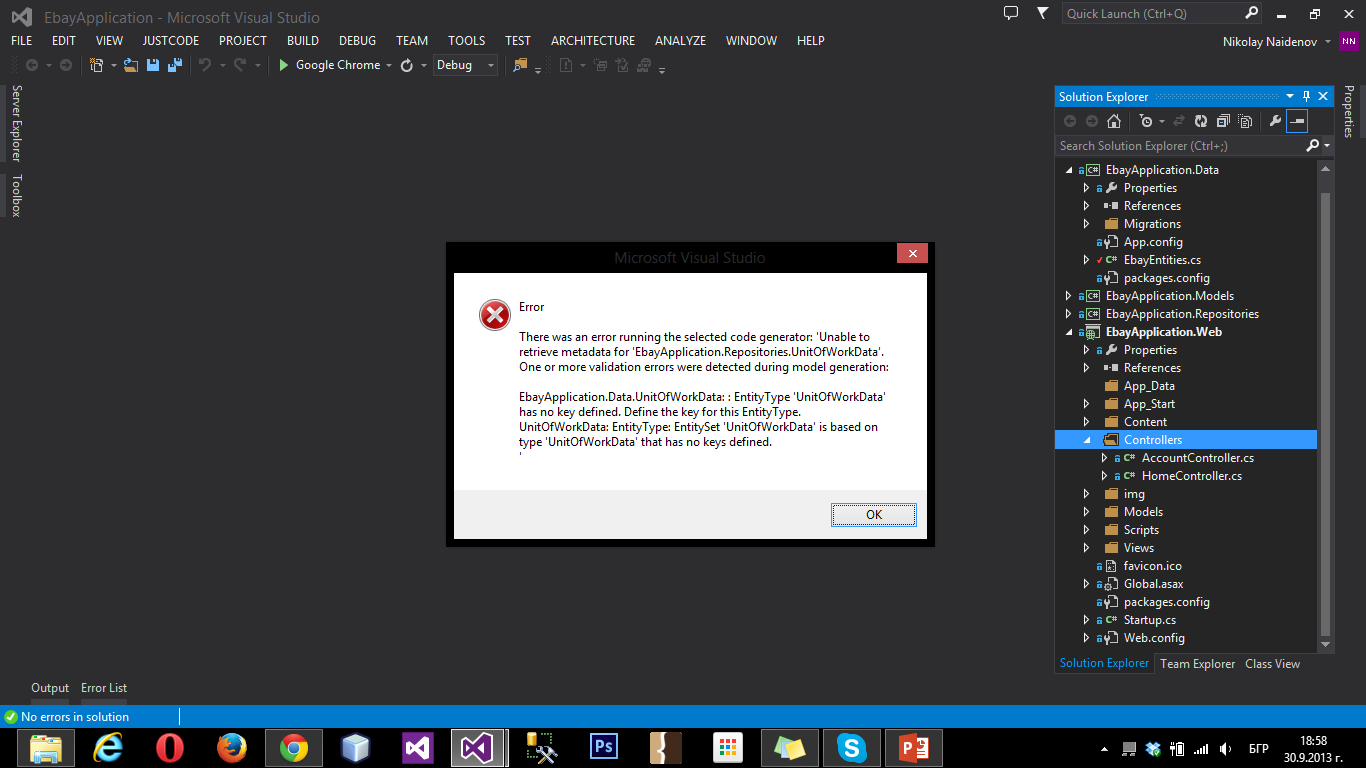 EbayApplication - Microsoft Visual Studio
Quick Launch (Ctrl+Q)
FILE EDIT VIEW JUSTCODE PROJECT BUILD DEBUG TEAM TOOLS TEST ARCHITECTURE ANALYZE WINDOW HELP
Nikolay Naidenov NN
Google Chrome Debug
Server Explorer
Toolbox
Solution Explorer
Properties
Search Solution Explorer (Ctrl+;)
C# EbayApplication.Data
Properties
References
Migrations
App.config
C# EbayEntities.cs
packages.config
C# EbayApplication.Models
C# EbayApplication.Repositories
EbayApplication.Web
Properties
References
App_Data
App_Start
Content
Controllers
C# AccountController.cs
C# HomeController.cs
img
Models
Scripts
Views
favicon.ico
Global.asax
packages.config
C# Startup.cs
Web.config
Solution Explorer Team Explorer Class View
Microsoft Visual Studio
Error
There was an error running the selected code generator: 'Unable to
retrieve metadata for 'EbayApplication.Repositories.UnitOfWorkData'.
One or more validation errors were detected during model generation:
EbayApplication.Data.UnitOfWorkData: : EntityType 'UnitOfWorkData'
has no key defined. Define the key for this EntityType.
UnitOfWorkData: EntityType: EntitySet 'UnitOfWorkData' is based on
type 'UnitOfWorkData' that has no keys defined.
'
OK
Output Error List
No errors in solution
Ps
БГР
18:58
30.9.2013 г.